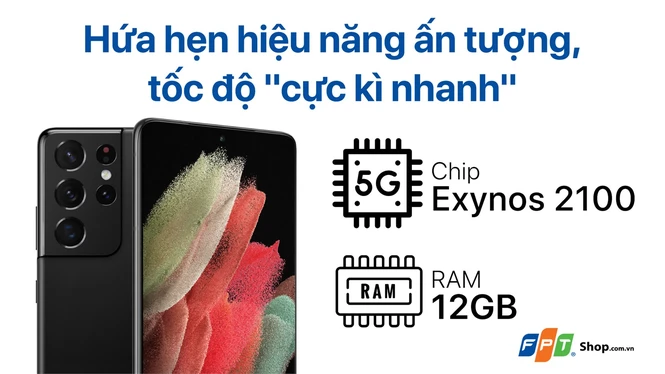 Hứa hẹn hiệu năng ấn tượng,
tốc độ "cực kì nhanh"
5G
Chip
Exynos 2100
RAM
RAM
12GB
FPT Shop.com.vn